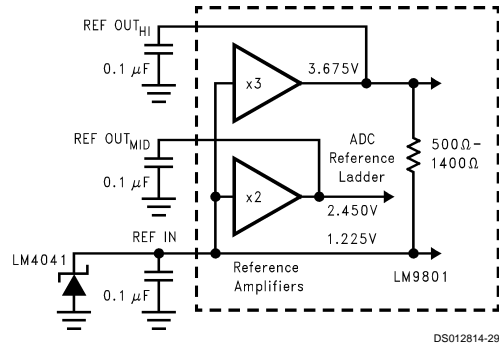 REF OUT_HI
0.1 μF
x3
3.675V
REF OUT_MID
0.1 μF
x2
ADC
Reference
Ladder
500Ω-
1400Ω
2.450V
REF IN
1.225V
LM4041
0.1 μF
Reference
Amplifiers
LM9801
DS012814-29